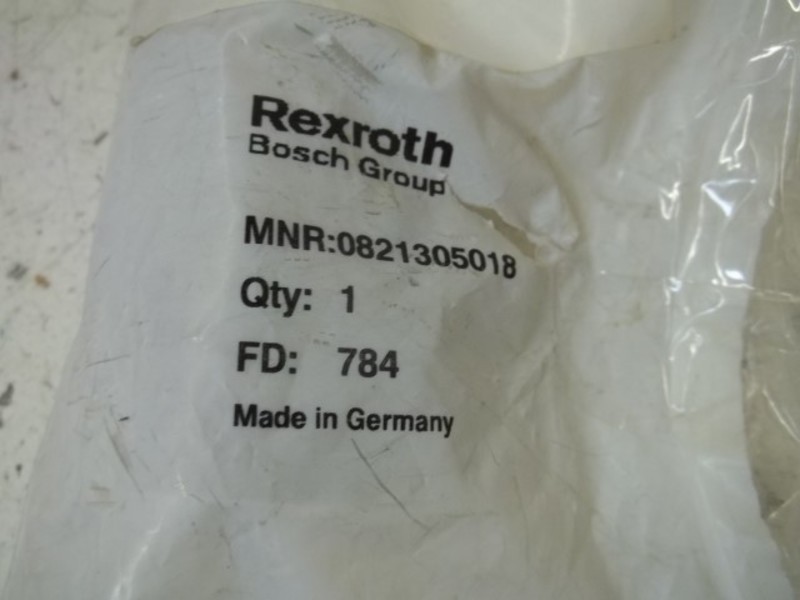 Rexroth
Bosch Group
MNR:0821305018
Qty: 1
FD: 784
Made in Germany